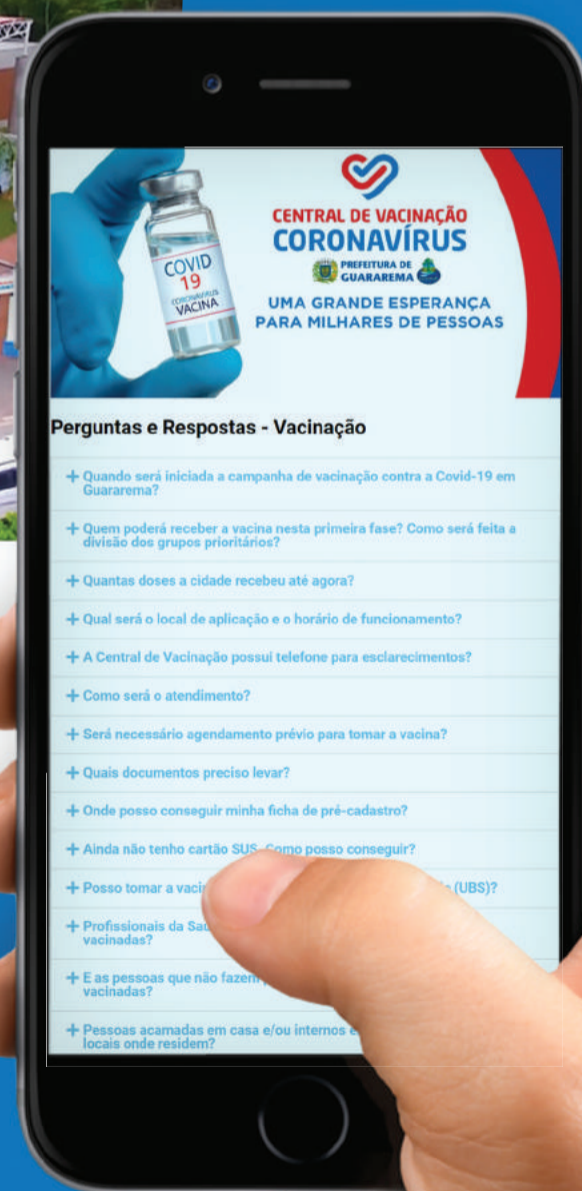 COVID
19
CORONAVÍRUS
VACINA
CENTRAL DE VACINAÇÃO
CORONAVÍRUS
PREFEITURA DE
GUARAREMA
UMA GRANDE ESPERANÇA
PARA MILHARES DE PESSOAS
Perguntas e Respostas - Vacinação
+ Quando será iniciada a campanha de vacinação contra a Covid-19 em
Guararema?
+ Quem poderá receber a vacina nesta primeira fase? Como será feita a
divisão dos grupos prioritários?
+ Quantas doses a cidade recebeu até agora?
+ Qual será o local de aplicação e o horário de funcionamento?
+ A Central de Vacinação possui telefone para esclarecimentos?
+ Como será o atendimento?
+ Será necessário agendamento prévio para tomar a vacina?
+ Quais documentos preciso levar?
+ Onde posso conseguir minha ficha de pré-cadastro?
+ Ainda não tenho cartão SUS. Como posso conseguir?
+ Posso tomar a (UBS)?
+ Profissionais da
vacinadas?
+ E as pessoas que não fazem
vacinadas?
+ Pessoas acamadas em casa e/ou internos
locais onde residem?